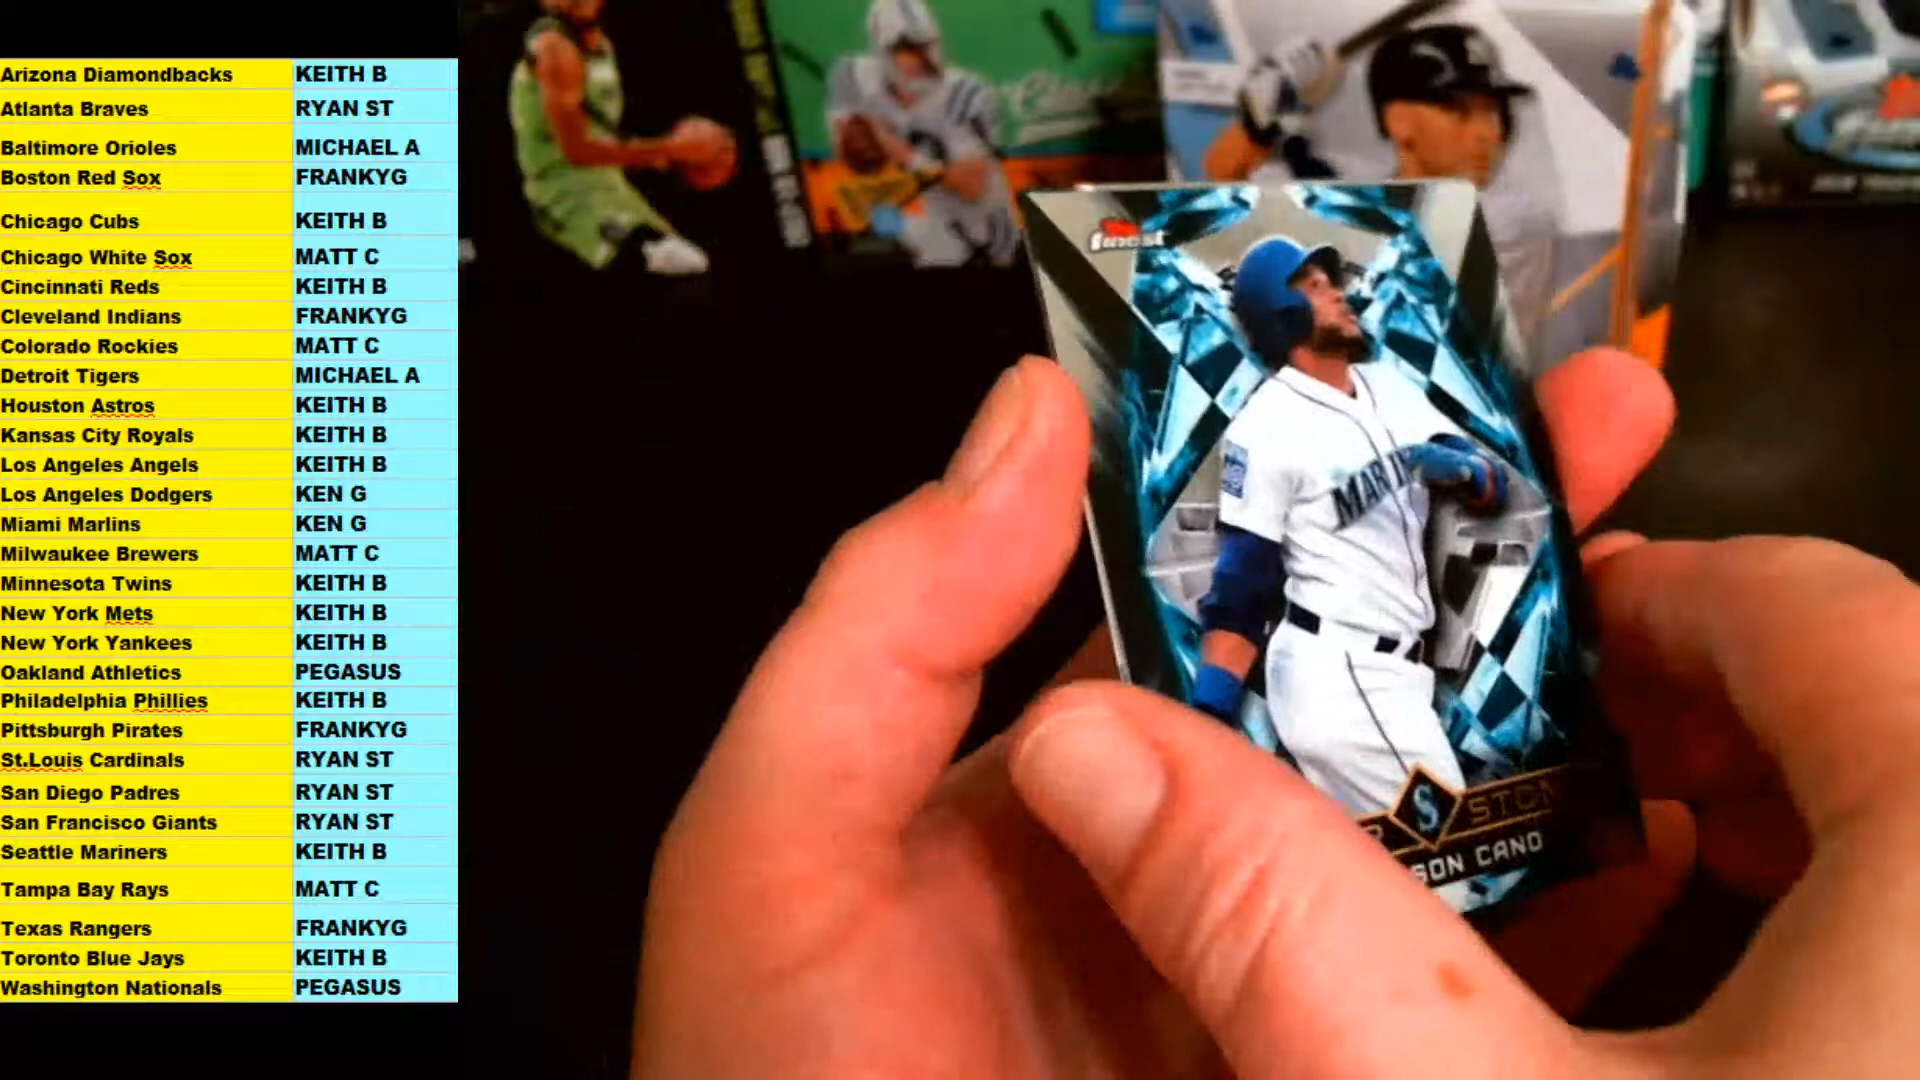 Arizona Diamondbacks KEITH B
Atlanta Braves RYAN ST
Baltimore Orioles MICHAEL A
Boston Red Sox FRANKYG
Chicago Cubs KEITH B
Chicago White Sox MATT C
Cincinnati Reds KEITH B
Cleveland Indians FRANKYG
Colorado Rockies MATT C
Detroit Tigers MICHAEL A
Houston Astros KEITH B
Kansas City Royals KEITH B
Los Angeles Angels KEITH B
Los Angeles Dodgers KEN G
Miami Marlins KEN G
Milwaukee Brewers MATT C
Minnesota Twins KEITH B
New York Mets KEITH B
New York Yankees KEITH B
Oakland Athletics PEGASUS
Philadelphia Phillies KEITH B
Pittsburgh Pirates FRANKYG
St.Louis Cardinals RYAN ST
San Diego Padres RYAN ST
San Francisco Giants RYAN ST
Seattle Mariners KEITH B
Tampa Bay Rays MATT C
Texas Rangers FRANKYG
Toronto Blue Jays KEITH B
Washington Nationals PEGASUS
finest
MARIN
S
CANO